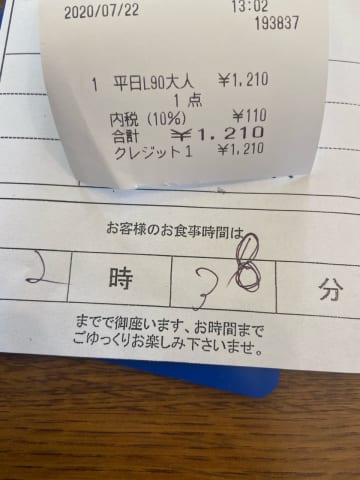 2020/07/22 13:02
193837
1 平日L90大人 ¥1,210
1点
内税(10%) ¥110
合計 ¥1,210
クレジット1 ¥1,210
お客様のお食事時間は
2 時 38 分
までで御座います、お時間まで
ごゆっくりお楽しみ下さいませ。